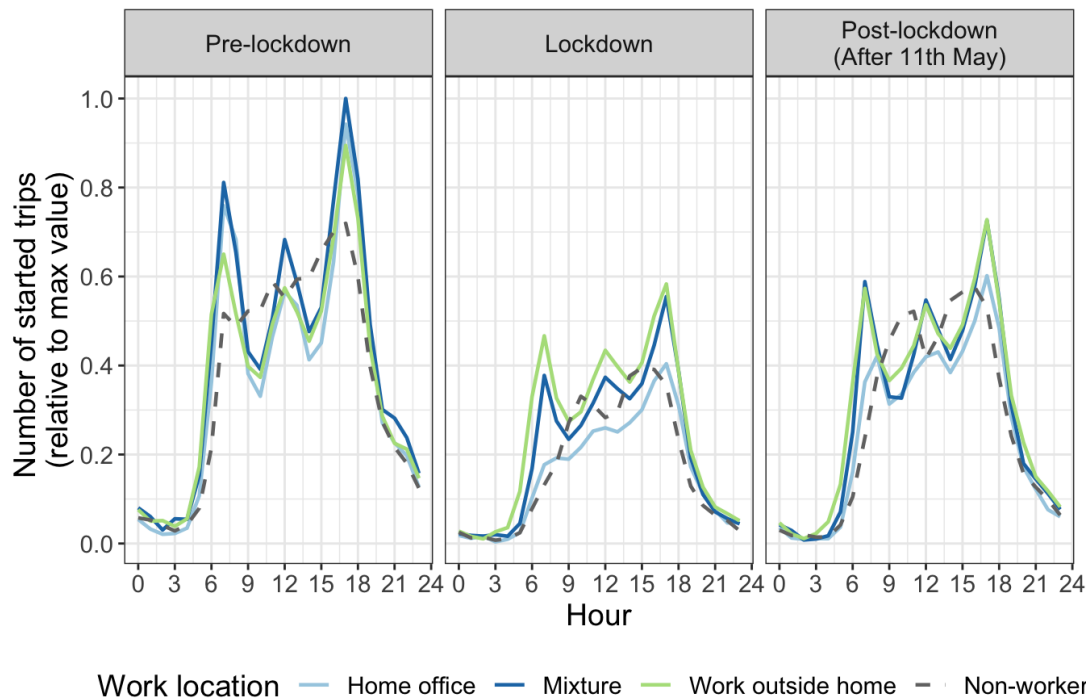 Pre-lockdown
Lockdown
Post-lockdown
(After 11th May)
Number of started trips
(relative to max value)
1.0
0.8
0.6
0.4
0.2
0.0
0 3 6 9 12 15 18 21 24
0 3 6 9 12 15 18 21 24
0 3 6 9 12 15 18 21 24
Hour
Work location Home office Mixture Work outside home Non-worker